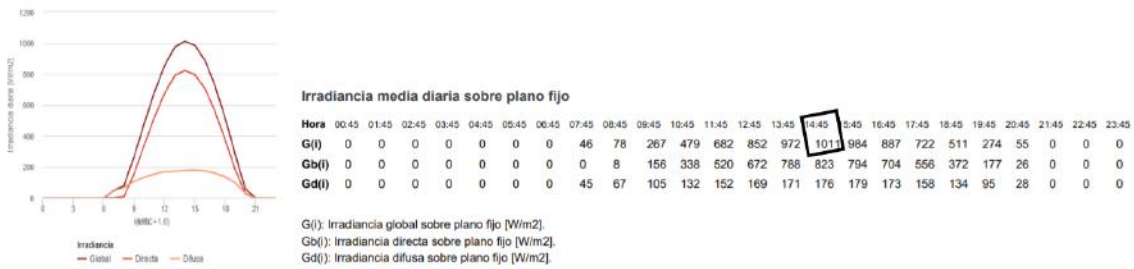 1200
1000
800
600
400
200
0
Irradiancia diaria [W/m2]
0 3 6 9 12 15 18 21
Irradiancia
Global Directa Difusa
Irradiancia media diaria sobre plano fijo
Hora 00:45 01:45 02:45 03:45 04:45 05:45 06:45 07:45 08:45 09:45 10:45 11:45 12:45 13:45 14:45 15:45 16:45 17:45 18:45 19:45 20:45 21:45 22:45 23:45
G(i) 0 0 0 0 0 0 0 46 78 267 479 682 852 972 1011 984 887 722 511 274 55 0 0 0
Gb(i) 0 0 0 0 0 0 0 0 8 156 338 520 672 788 823 794 704 556 372 177 26 0 0 0
Gd(i) 0 0 0 0 0 0 0 45 67 105 132 152 169 171 176 179 173 158 134 95 28 0 0 0
G(i): Irradiancia global sobre plano fijo [W/m2].
Gb(i): Irradiancia directa sobre plano fijo [W/m2].
Gd(i): Irradiancia difusa sobre plano fijo [W/m2].